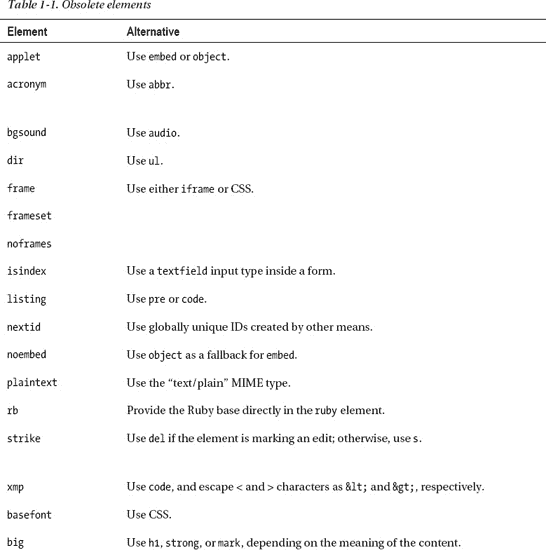 Table 1-1. Obsolete elements
Element Alternative
applet Use embed or object.
acronym Use abbr.
bgsound Use audio.
dir Use ul.
frame Use either iframe or CSS.
frameset
noframes
isindex Use a textfield input type inside a form.
listing Use pre or code.
nextid Use globally unique IDs created by other means.
noembed Use object as a fallback for embed.
plaintext Use the “text/plain” MIME type.
rb Provide the Ruby base directly in the ruby element.
strike Use del if the element is marking an edit; otherwise, use s.
xmp Use code, and escape < and > characters as &lt; and &gt;, respectively.
basefont Use CSS.
big Use h1, strong, or mark, depending on the meaning of the content.